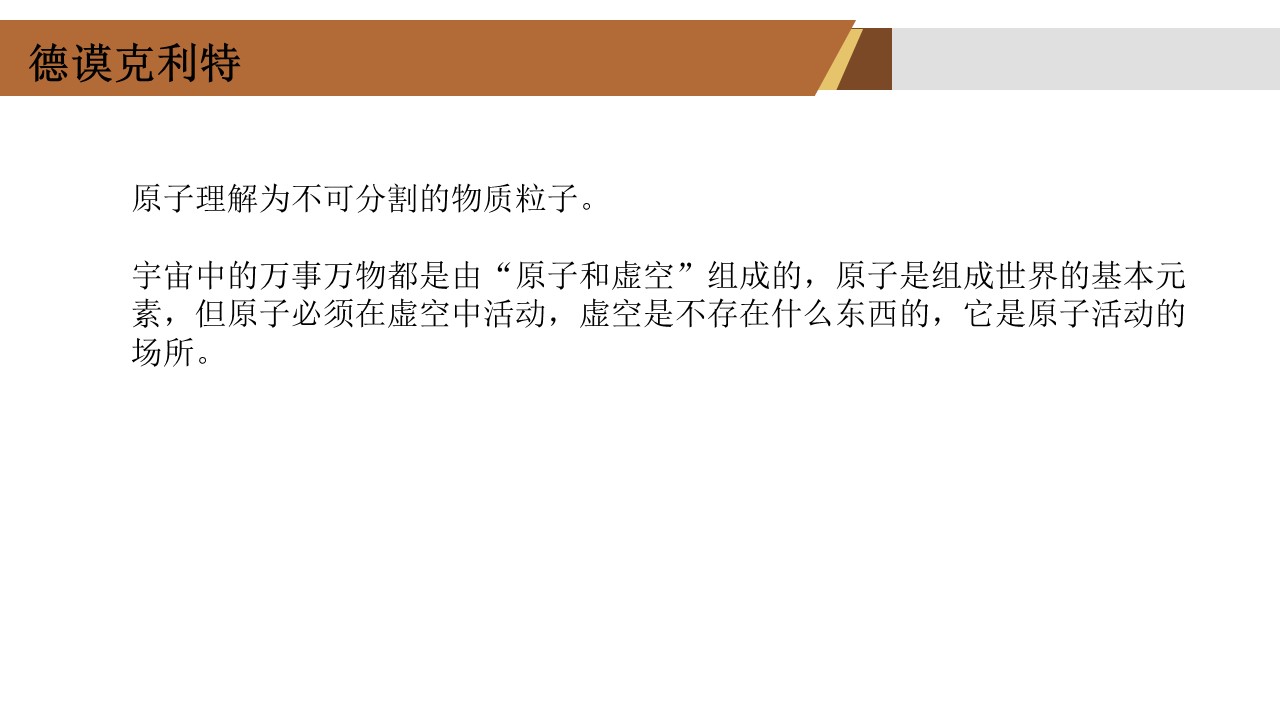 德谟克利特
原子理解为不可分割的物质粒子。
宇宙中的万事万物都是由“原子和虚空”组成的，原子是组成世界的基本元
素，但原子必须在虚空中活动，虚空是不存在什么东西的，它是原子活动的
场所。